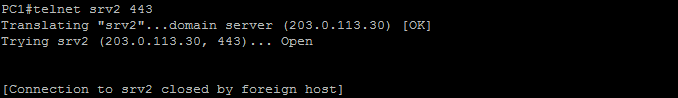 PC1#telnet srv2 443
Translating "srv2"...domain server (203.0.113.30) [OK]
Trying srv2 (203.0.113.30, 443)... Open
[Connection to srv2 closed by foreign host]